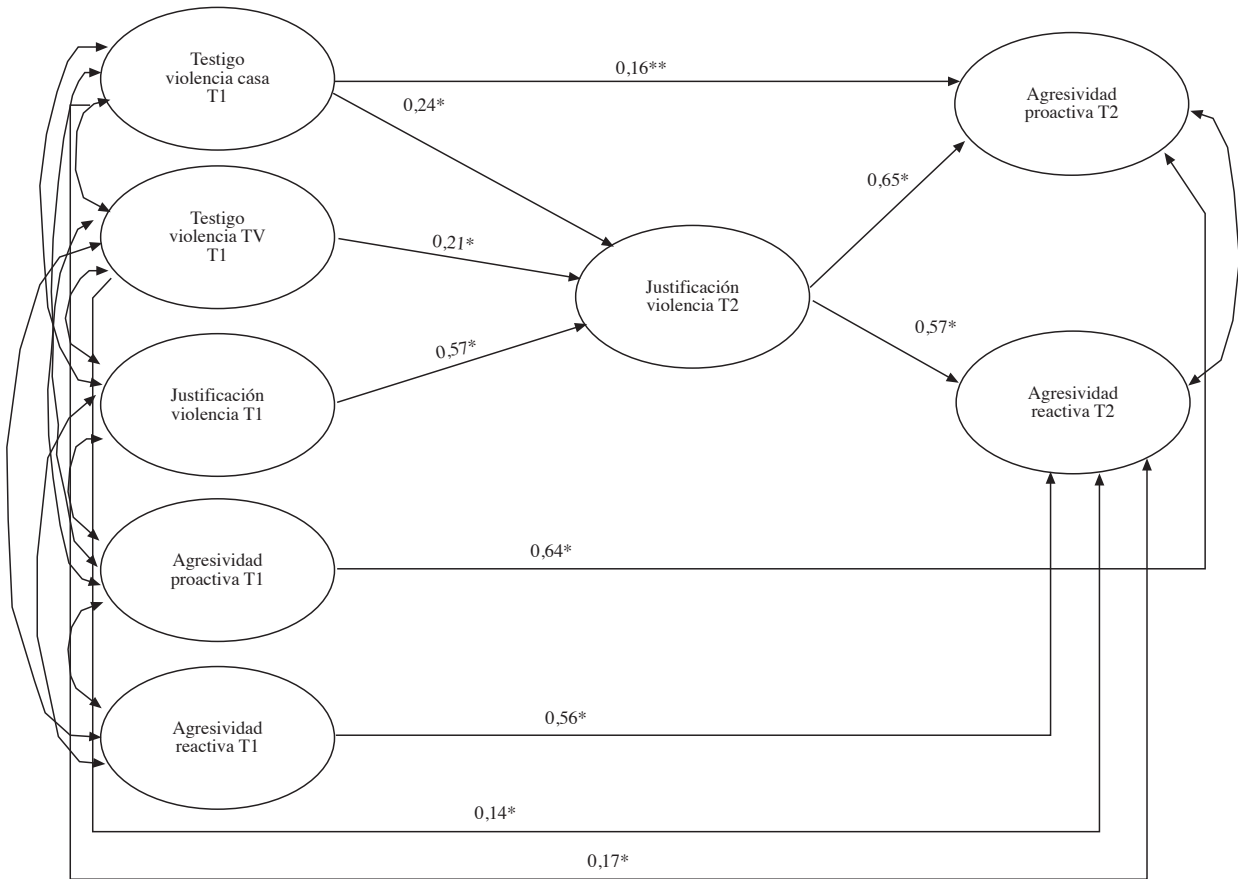 Testigo
violencia casa
T1
0,16**
Agresividad
proactiva T2
0,24*
Testigo
violencia TV
T1
0,21*
0,65*
Justificación
violencia T2
0,57*
0,57*
Justificación
violencia T1
Agresividad
reactiva T2
Agresividad
proactiva T1
0,64*
Agresividad
reactiva T1
0,56*
0,14*
0,17*